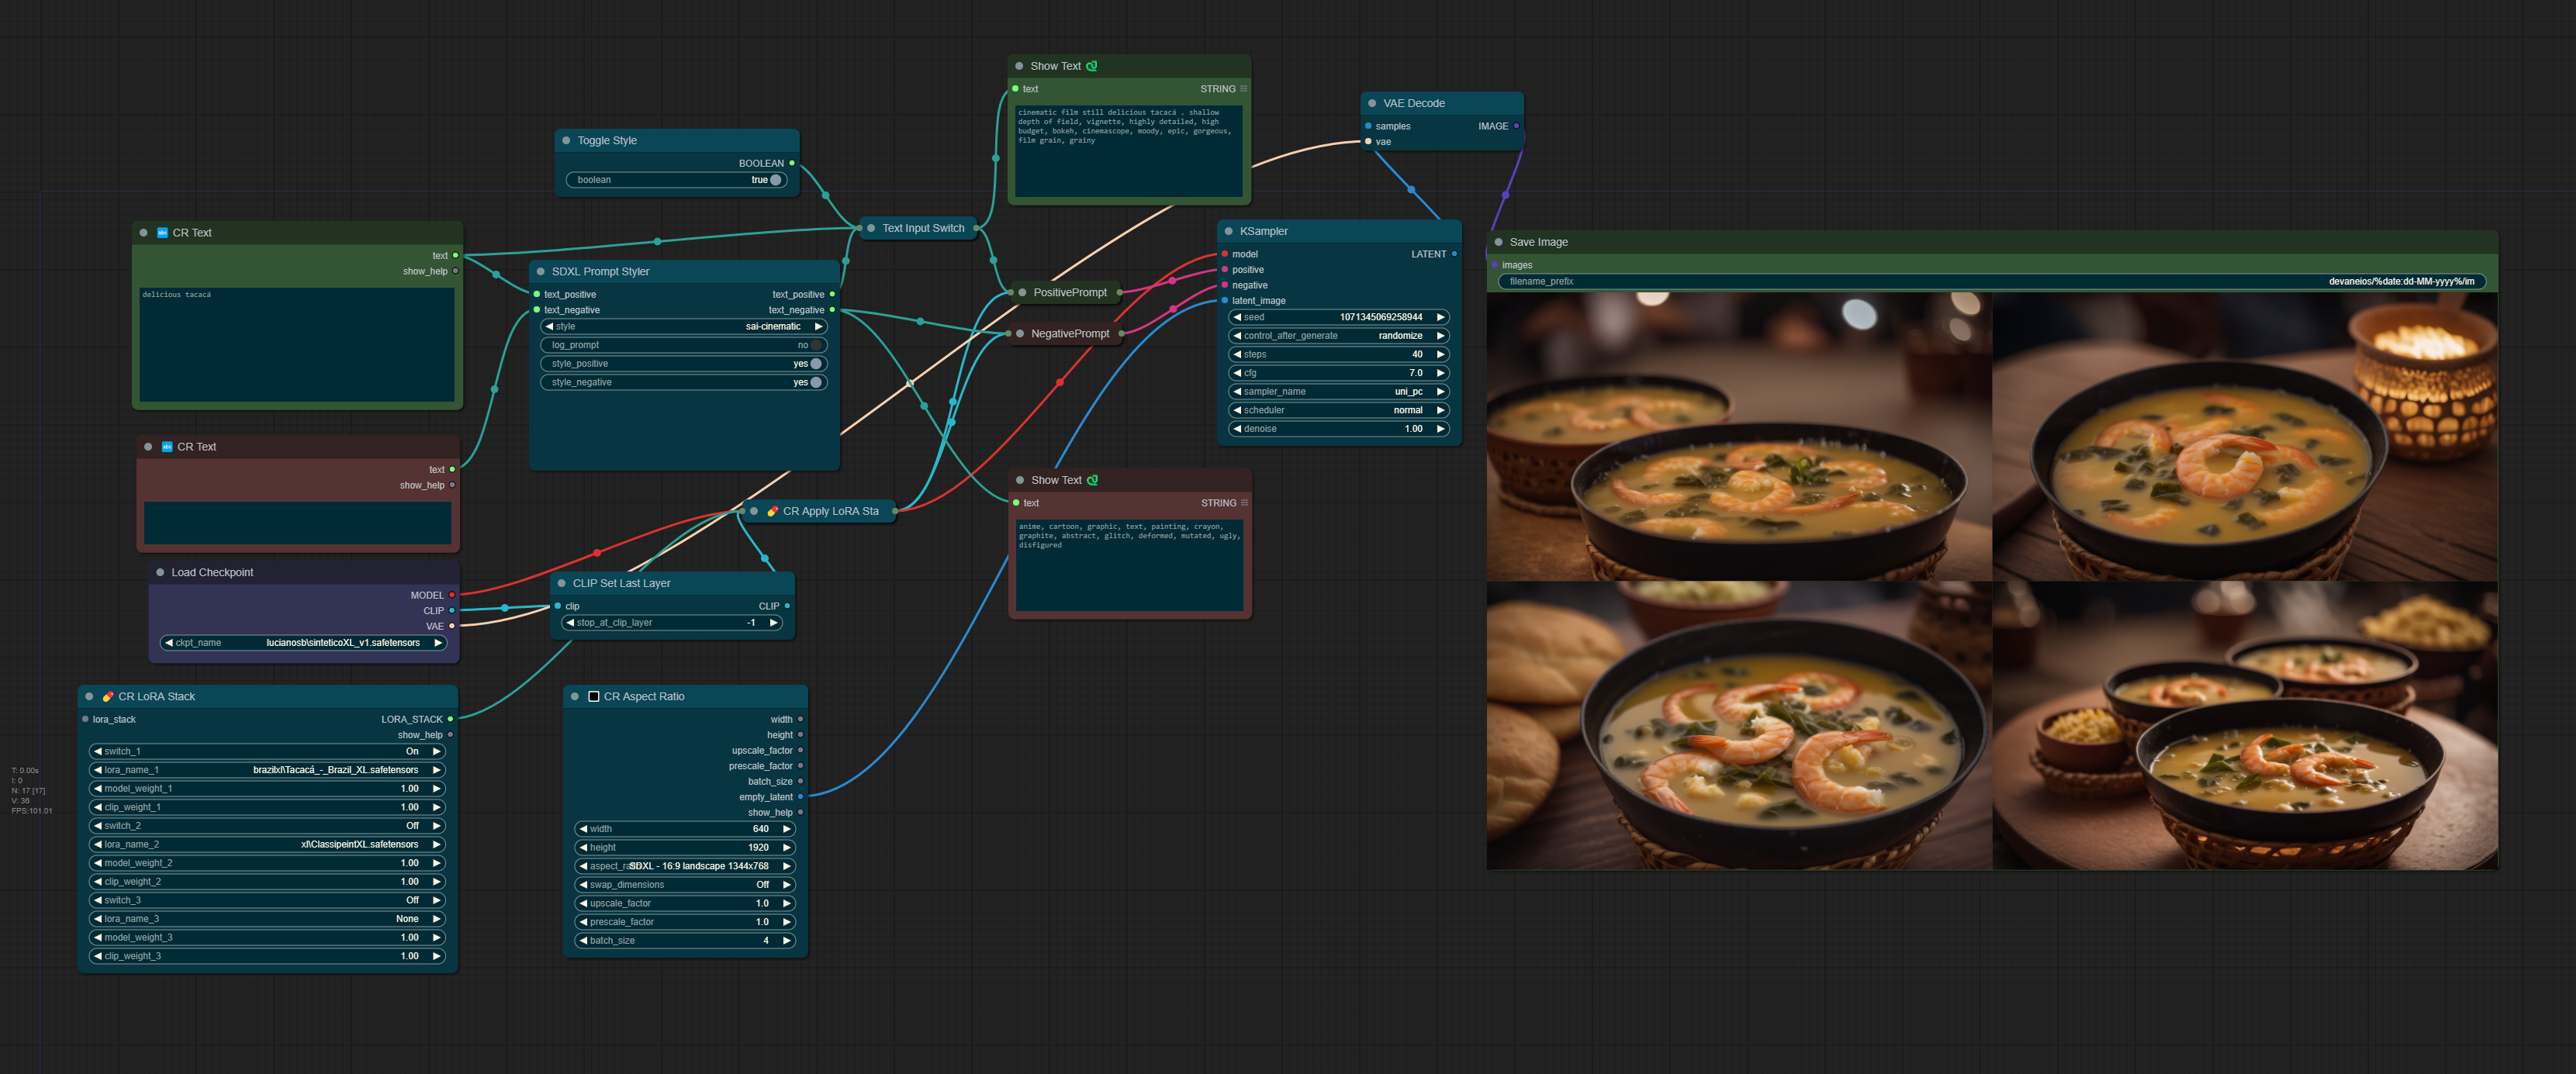 Show Text
text STRING
cinematic film still delicious tacacá . shallow
depth of field, vignette, highly detailed, high
budget, bokeh, cinemascope, moody, epic, gorgeous,
film grain, grainy
VAE Decode
samples IMAGE
vae
Toggle Style
BOOLEAN
boolean true
Text Input Switch
CR Text
text
show_help
delicious tacacá
SDXL Prompt Styler
text_positive text_positive
text_negative text_negative
style sai-cinematic
log_prompt no
style_positive yes
style_negative yes
PositivePrompt
NegativePrompt
KSampler
model LATENT
positive
negative
latent_image
seed 1071345069258944
control_after_generate randomize
steps 40
cfg 7.0
sampler_name uni_pc
scheduler normal
denoise 1.00
Save Image
images
filename_prefix devaneios/%date:dd-MM-yyyy%/im
CR Text
text
show_help
Show Text
text STRING
anime, cartoon, graphic, text, painting, crayon,
graphite, abstract, glitch, deformed, mutated, ugly,
disfigured
CR Apply LoRA Sta
Load Checkpoint
MODEL
CLIP
VAE
ckpt_name lucianosb\sinteticoXL_v1.safetensors
CLIP Set Last Layer
clip CLIP
stop_at_clip_layer -1
CR LoRA Stack
lora_stack LORA_STACK
show_help
switch_1 On
lora_name_1 brazilxl\Tacacá_-_Brazil_XL.safetensors
model_weight_1 1.00
clip_weight_1 1.00
switch_2 Off
lora_name_2 xl\ClassipeintXL.safetensors
model_weight_2 1.00
clip_weight_2 1.00
switch_3 Off
lora_name_3 None
model_weight_3 1.00
clip_weight_3 1.00
CR Aspect Ratio
width
height
upscale_factor
prescale_factor
batch_size
empty_latent
show_help
width 640
height 1920
SDXL - 16:9 landscape 1344x768
swap_dimensions Off
upscale_factor 1.0
prescale_factor 1.0
batch_size 4
T: 0.00s
I: 0
N: 17 [17]
V: 36
FPS:101.01